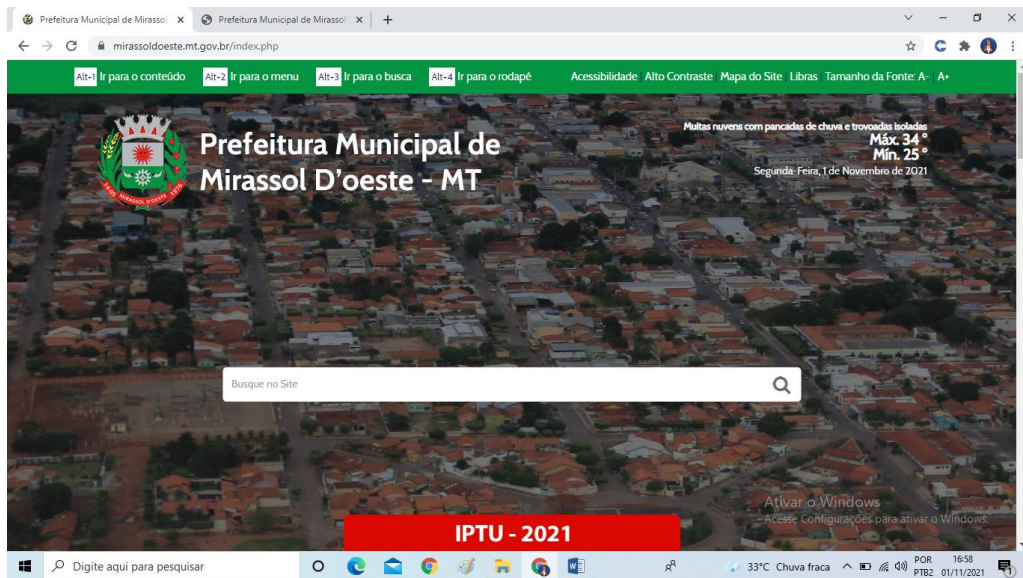 Prefeitura Municipal de Mirassol
Prefeitura Municipal de Mirassol
mirassoldoeste.mt.gov.br/index.php
Alt+1 Ir para o conteúdo Alt+2 Ir para o menu Alt+3 Ir para o busca Alt+4 Ir para o rodapé Acessibilidade Alto Contraste Mapa do Site Libras Tamanho da Fonte: A- A+
Prefeitura Municipal de
Mirassol D'oeste - MT
MIRASSOL D'OESTE
Muitas nuvens com pancadas de chuva e trovoadas isoladas
Máx. 34 °
Mín. 25 °
Segunda-Feira, 1 de Novembro de 2021
Busque no Site
Ativar o Windows
Acesse Configurações para ativar o Windows.
IPTU - 2021
Digite aqui para pesquisar
33°C Chuva fraca
POR 16:58
PTB2 01/11/2021